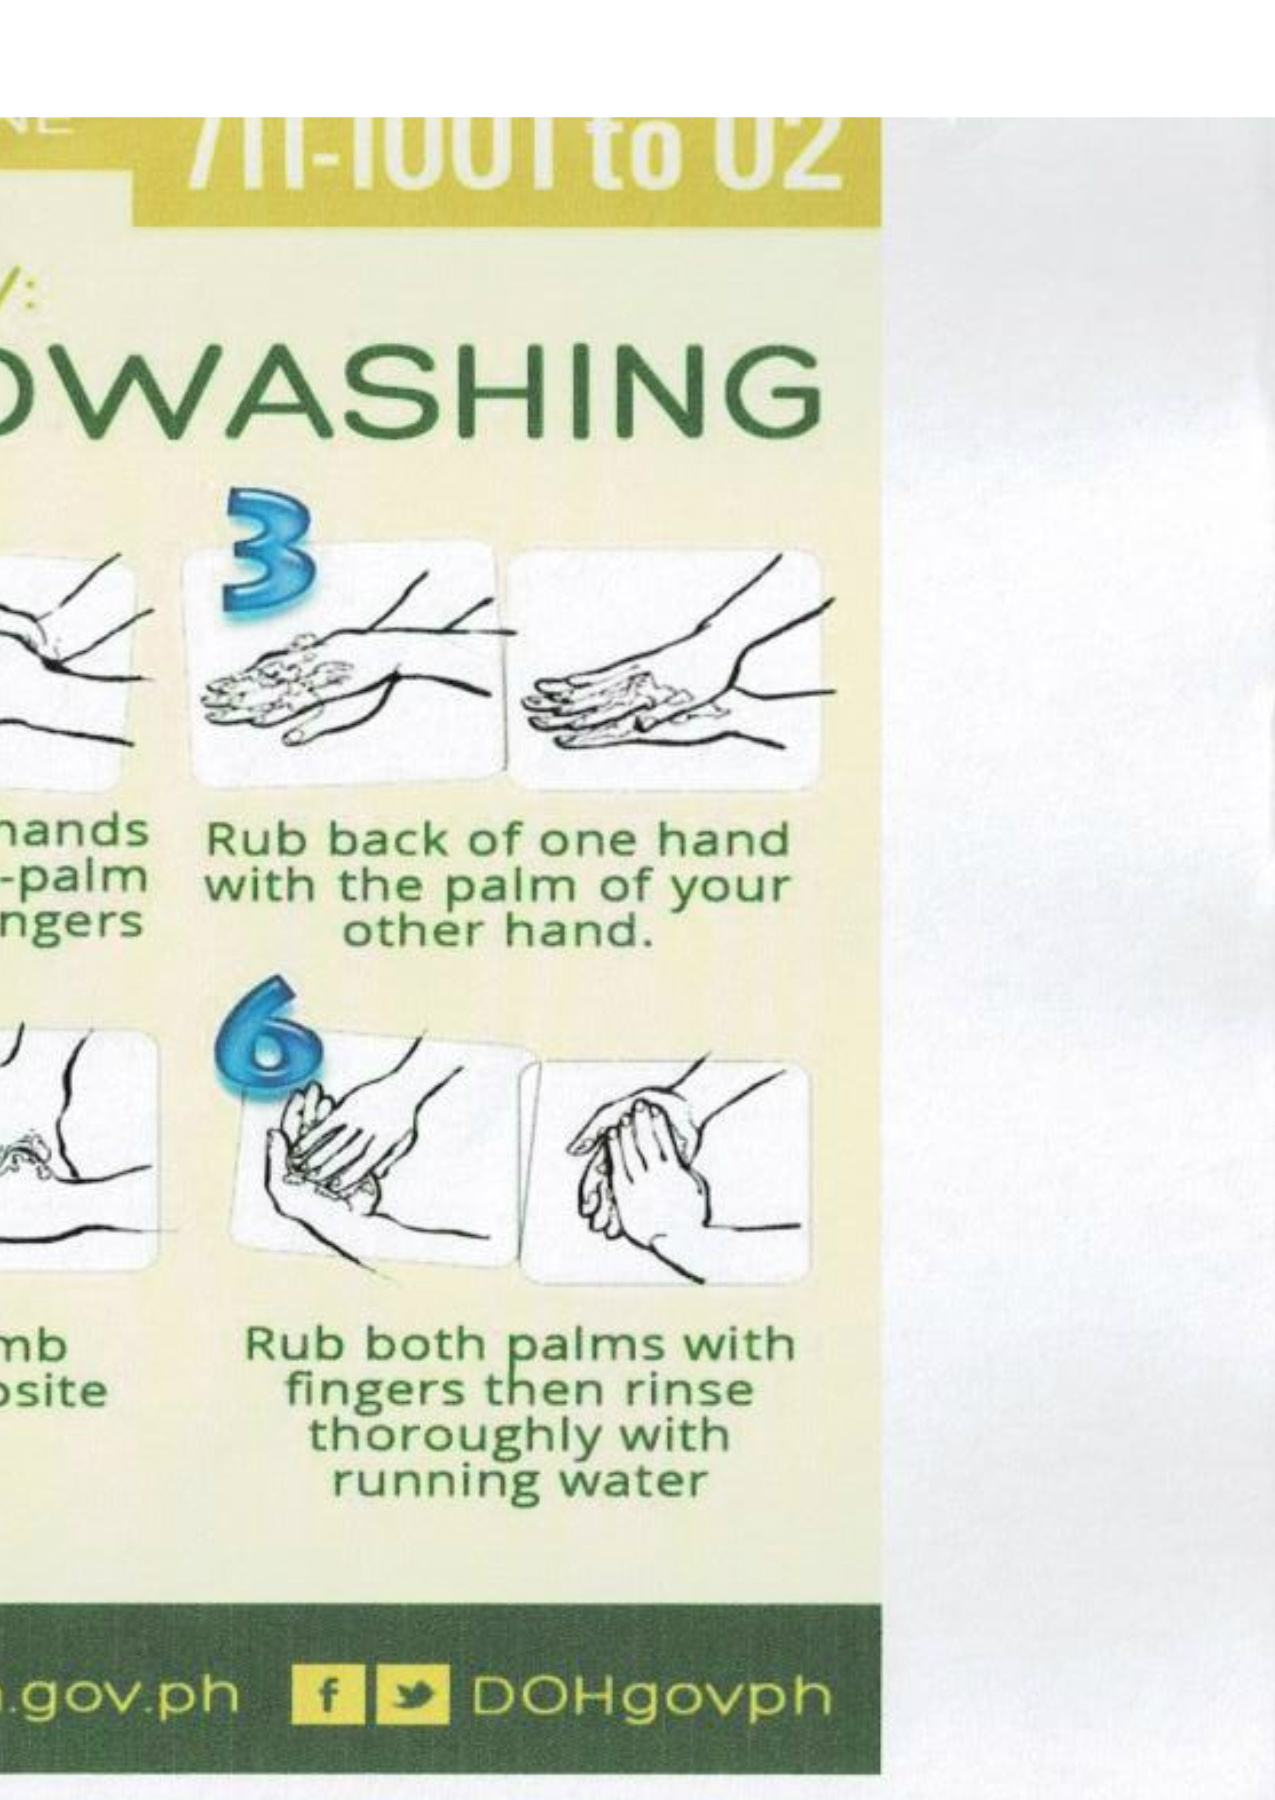 711-1001 to 02
DWASHING
3
hands
-palm
ngers
Rub back of one hand
with the palm of your
other hand.
6
mb
osite
Rub both palms with
fingers then rinse
thoroughly with
running water
.gov.ph
f
DOHgovph